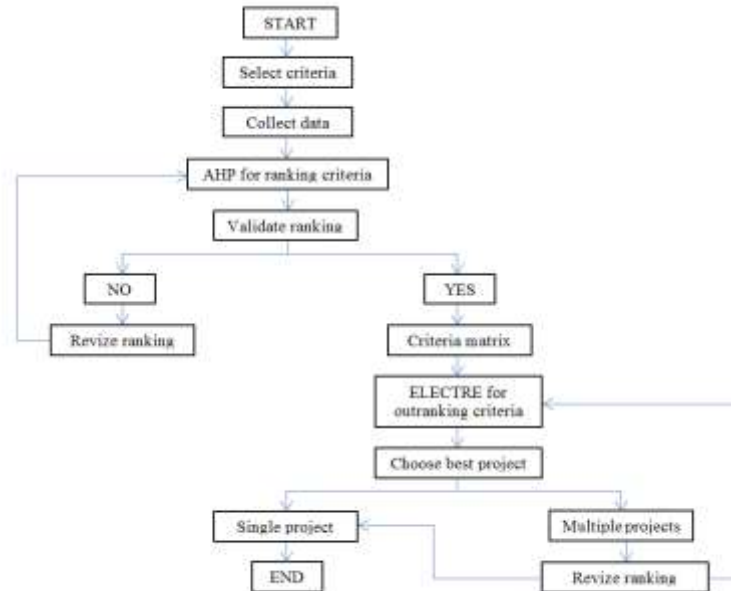 START
Select criteria
Collect data
AHP for ranking criteria
Validate ranking
NO
YES
Revize ranking
Criteria matrix
ELECTRE for
outranking criteria
Choose best project
Single project
Multiple projects
END
Revize ranking